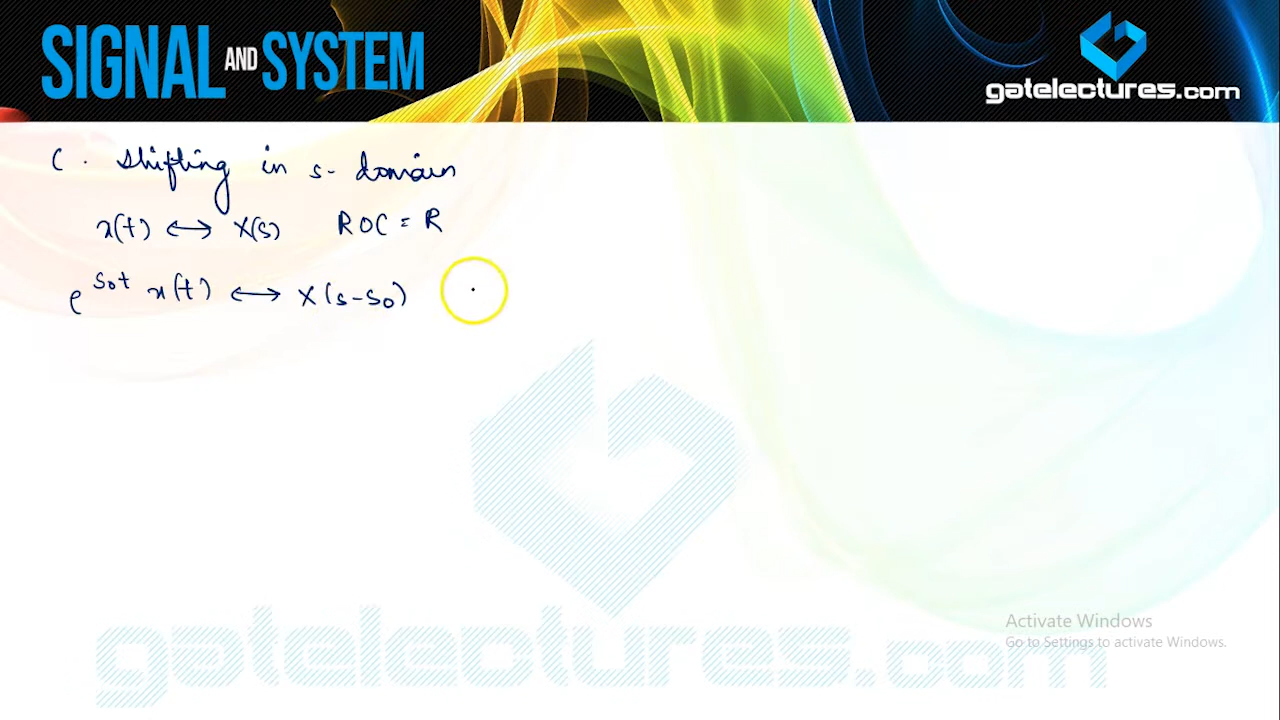 SIGNAL AND SYSTEM
gatelectures.com
C. Shifting in s-domain
x(t) ↔ X(s) ROC = R
e^{s₀t} x(t) ↔ X(s-s₀)
gatelectures.com
Activate Windows
Go to Settings to activate Windows.